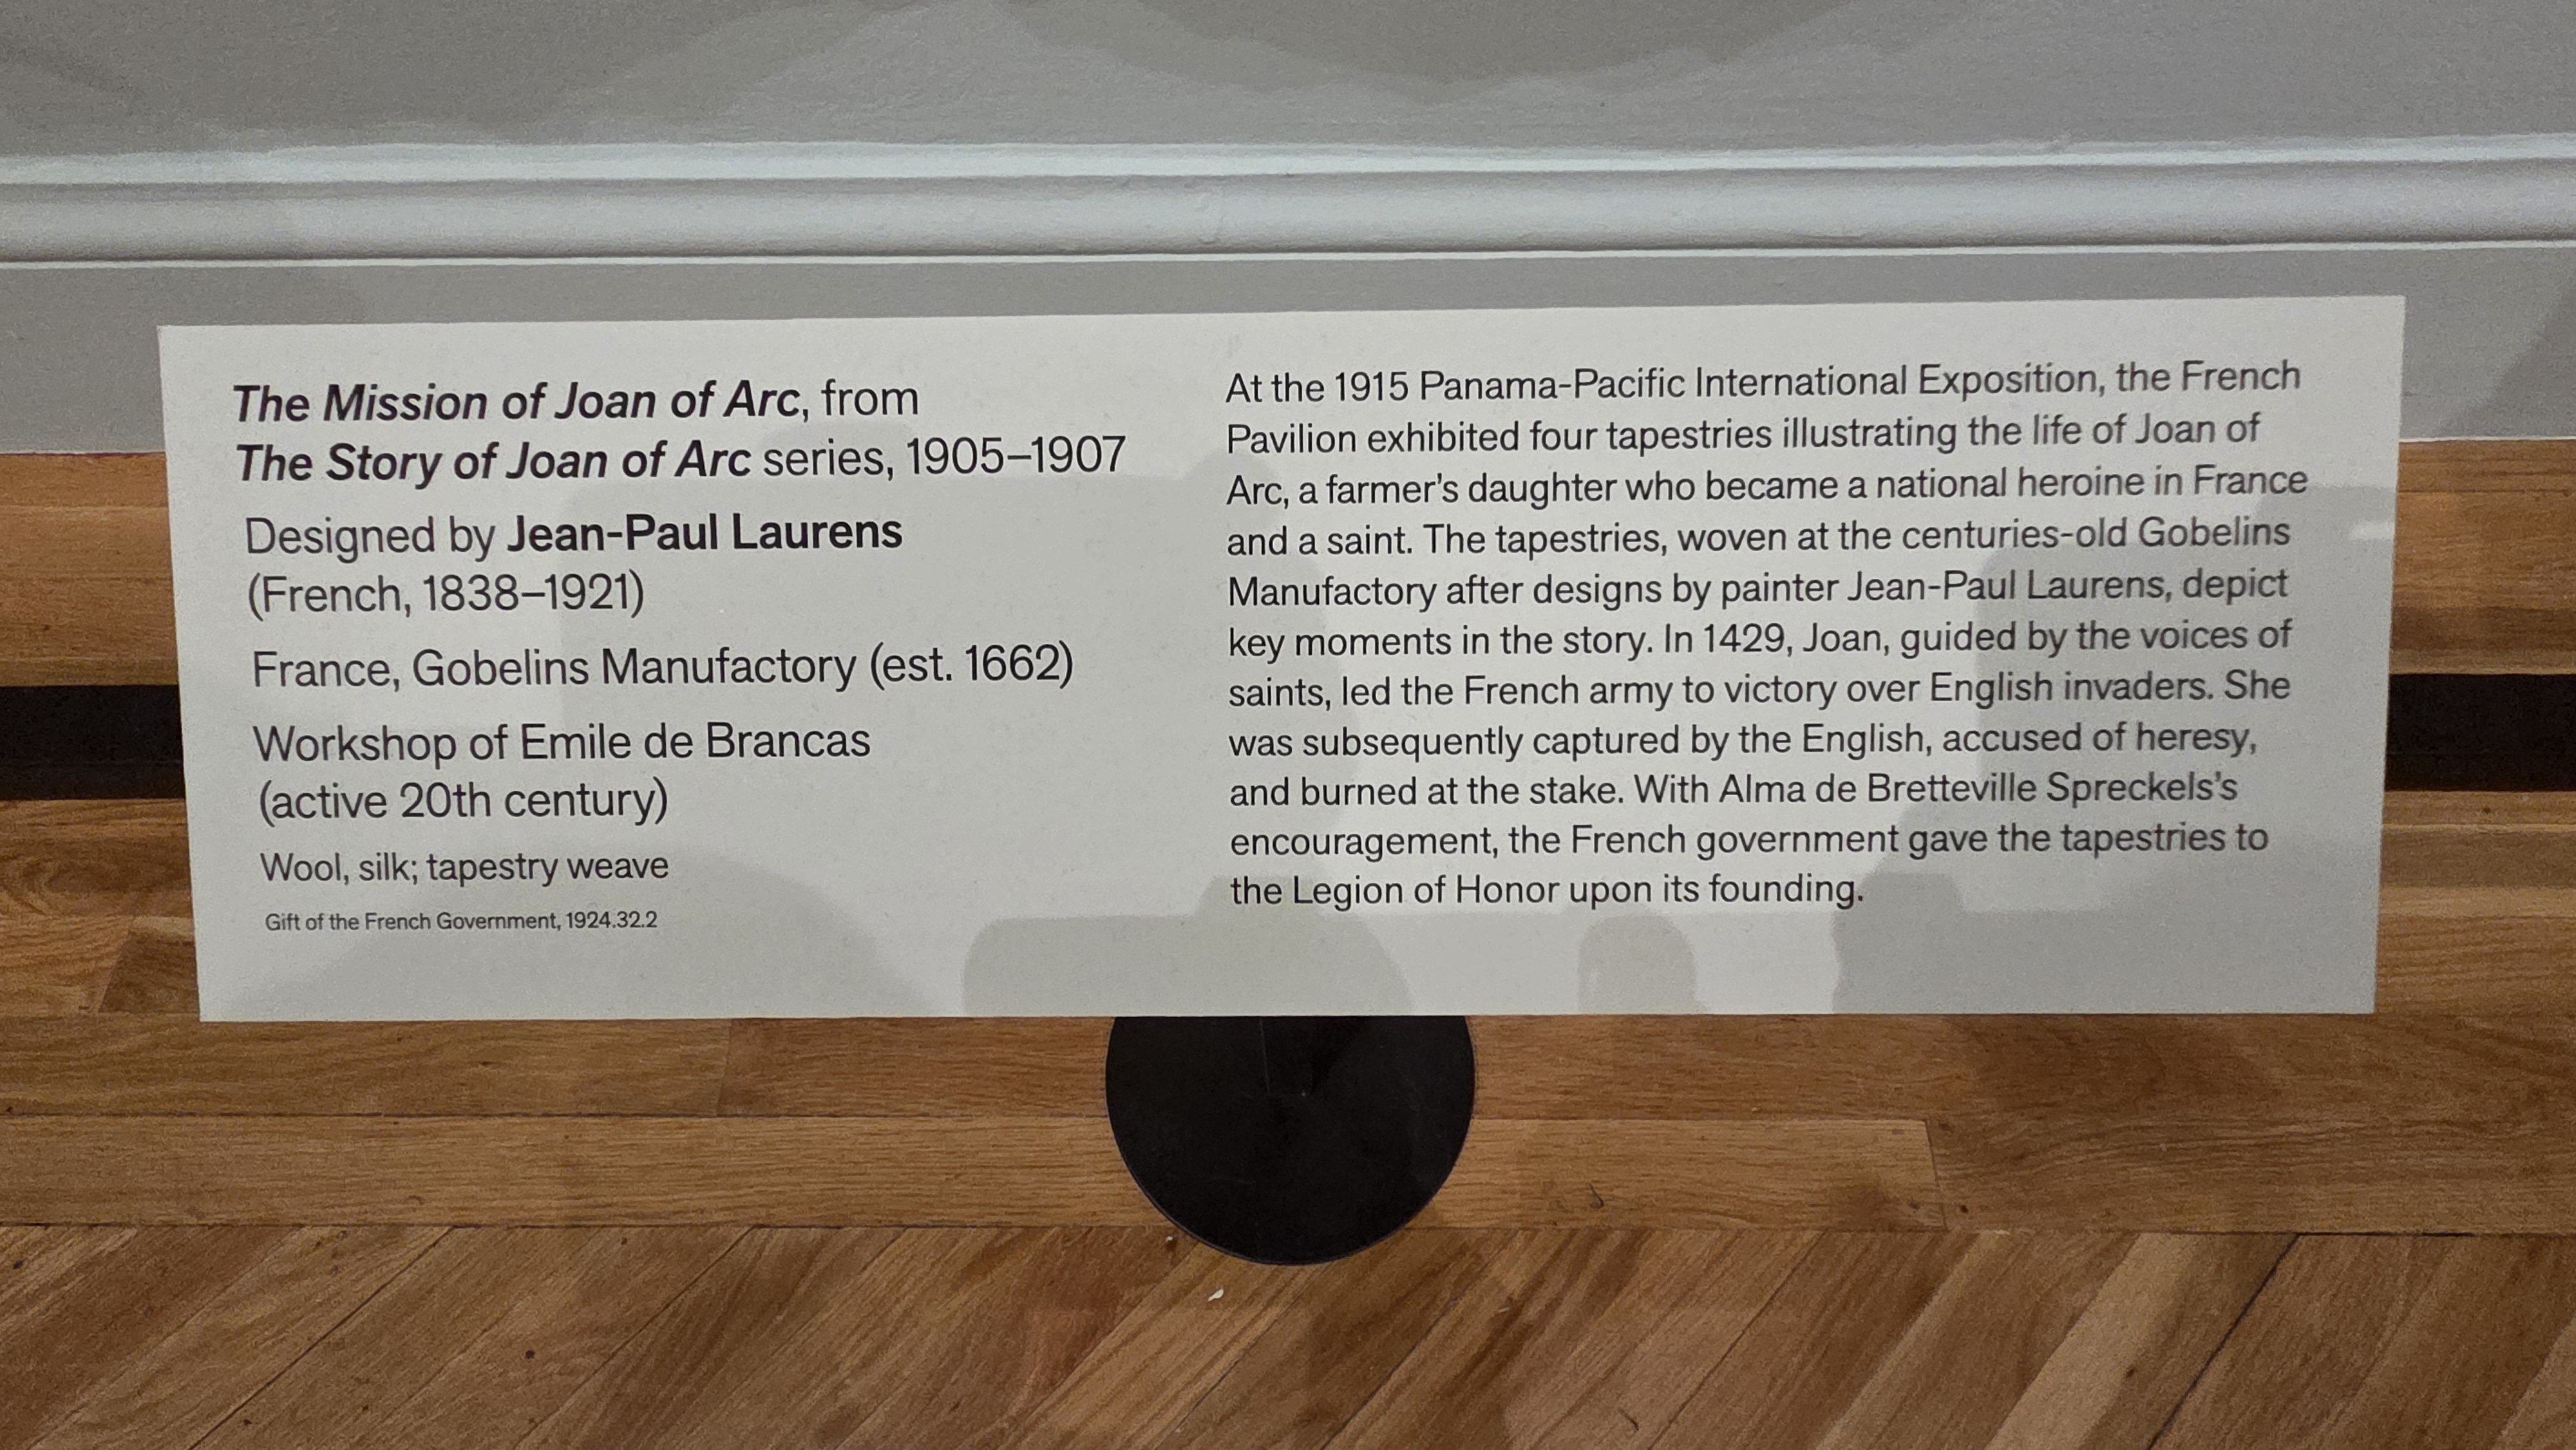 The Mission of Joan of Arc, from
The Story of Joan of Arc series, 1905–1907
Designed by Jean-Paul Laurens
(French, 1838–1921)
France, Gobelins Manufactory (est. 1662)
Workshop of Emile de Brancas
(active 20th century)
Wool, silk; tapestry weave
Gift of the French Government, 1924.32.2
At the 1915 Panama-Pacific International Exposition, the French
Pavilion exhibited four tapestries illustrating the life of Joan of
Arc, a farmer’s daughter who became a national heroine in France
and a saint. The tapestries, woven at the centuries-old Gobelins
Manufactory after designs by painter Jean-Paul Laurens, depict
key moments in the story. In 1429, Joan, guided by the voices of
saints, led the French army to victory over English invaders. She
was subsequently captured by the English, accused of heresy,
and burned at the stake. With Alma de Bretteville Spreckels’s
encouragement, the French government gave the tapestries to
the Legion of Honor upon its founding.